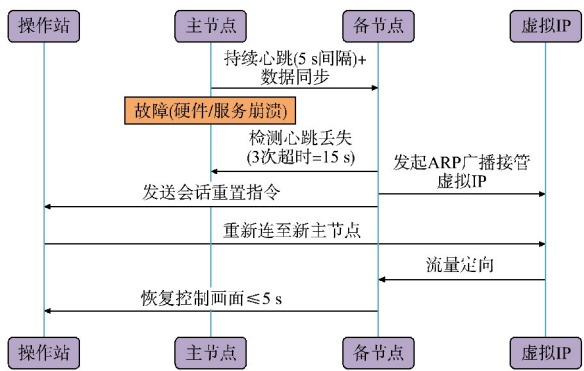 操作站
主节点
备节点
虚拟IP
持续心跳(5 s间隔)+
数据同步
故障(硬件/服务崩溃)
检测心跳丢失
(3次超时=15 s)
发起ARP广播接管
虚拟IP
发送会话重置指令
重新连至新主节点
流量定向
恢复控制画面≤5 s
操作站
主节点
备节点
虚拟IP